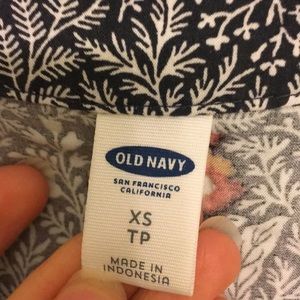 OLD NAVY
SAN FRANCISCO
CALIFORNIA
XS
TP
MADE IN
INDONESIA